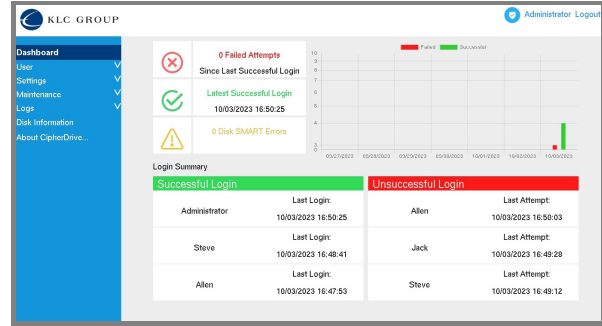 KLC GROUP
Administrator Logout
Dashboard
User
Settings
Maintenance
Logs
Disk Information
About CipherDrive...
0 Failed Attempts
Since Last Successful Login
Latest Successful Login
10/03/2023 16:50:25
0 Disk SMART Errors
Failed Successful
10
9
8
7
6
5
4
3
0
09/27/2023 09/28/2023 09/29/2023 09/30/2023 10/01/2023 10/02/2023 10/03/2023
Login Summary
Successful Login
Administrator
Last Login:
10/03/2023 16:50:25
Steve
Last Login:
10/03/2023 16:48:41
Allen
Last Login:
10/03/2023 16:47:53
Unsuccessful Login
Allen
Last Attempt:
10/03/2023 16:50:03
Jack
Last Attempt:
10/03/2023 16:49:28
Steve
Last Attempt:
10/03/2023 16:49:12